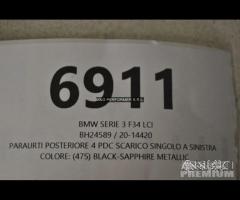 6911
BMW SERIE 3 F34 LCI
BH24589 / 20-14420
PARAURTI POSTERIORE 4 PDC SCARICO SINGOLO A SINISTRA
COLORE: (475) BLACK-SAPPHIRE METALLIC
PREMIUM